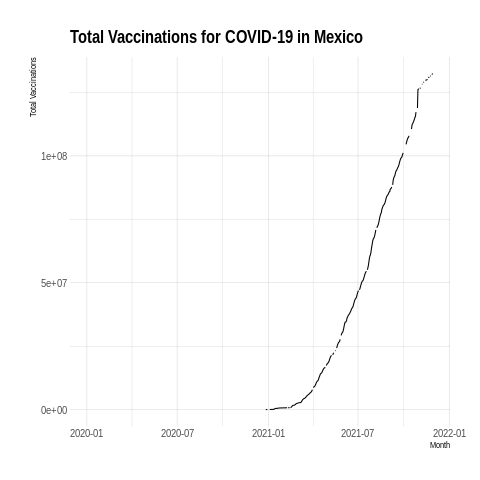 Total Vaccinations for COVID-19 in Mexico
Total Vaccinations
1e+08
5e+07
0e+00
2020-01 2020-07 2021-01 2021-07 2022-01
Month